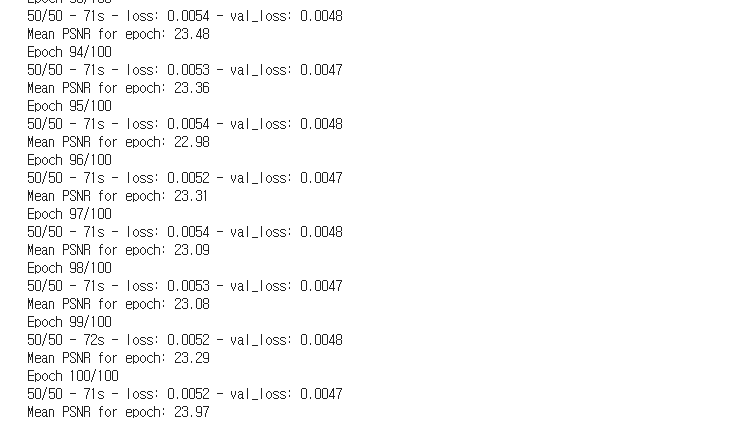 50/50 - 71s - loss: 0.0054 - val_loss: 0.0048
Mean PSNR for epoch: 23.48
Epoch 94/100
50/50 - 71s - loss: 0.0053 - val_loss: 0.0047
Mean PSNR for epoch: 23.36
Epoch 95/100
50/50 - 71s - loss: 0.0054 - val_loss: 0.0048
Mean PSNR for epoch: 22.98
Epoch 96/100
50/50 - 71s - loss: 0.0052 - val_loss: 0.0047
Mean PSNR for epoch: 23.31
Epoch 97/100
50/50 - 71s - loss: 0.0054 - val_loss: 0.0048
Mean PSNR for epoch: 23.09
Epoch 98/100
50/50 - 71s - loss: 0.0053 - val_loss: 0.0047
Mean PSNR for epoch: 23.08
Epoch 99/100
50/50 - 72s - loss: 0.0052 - val_loss: 0.0048
Mean PSNR for epoch: 23.29
Epoch 100/100
50/50 - 71s - loss: 0.0052 - val_loss: 0.0047
Mean PSNR for epoch: 23.97